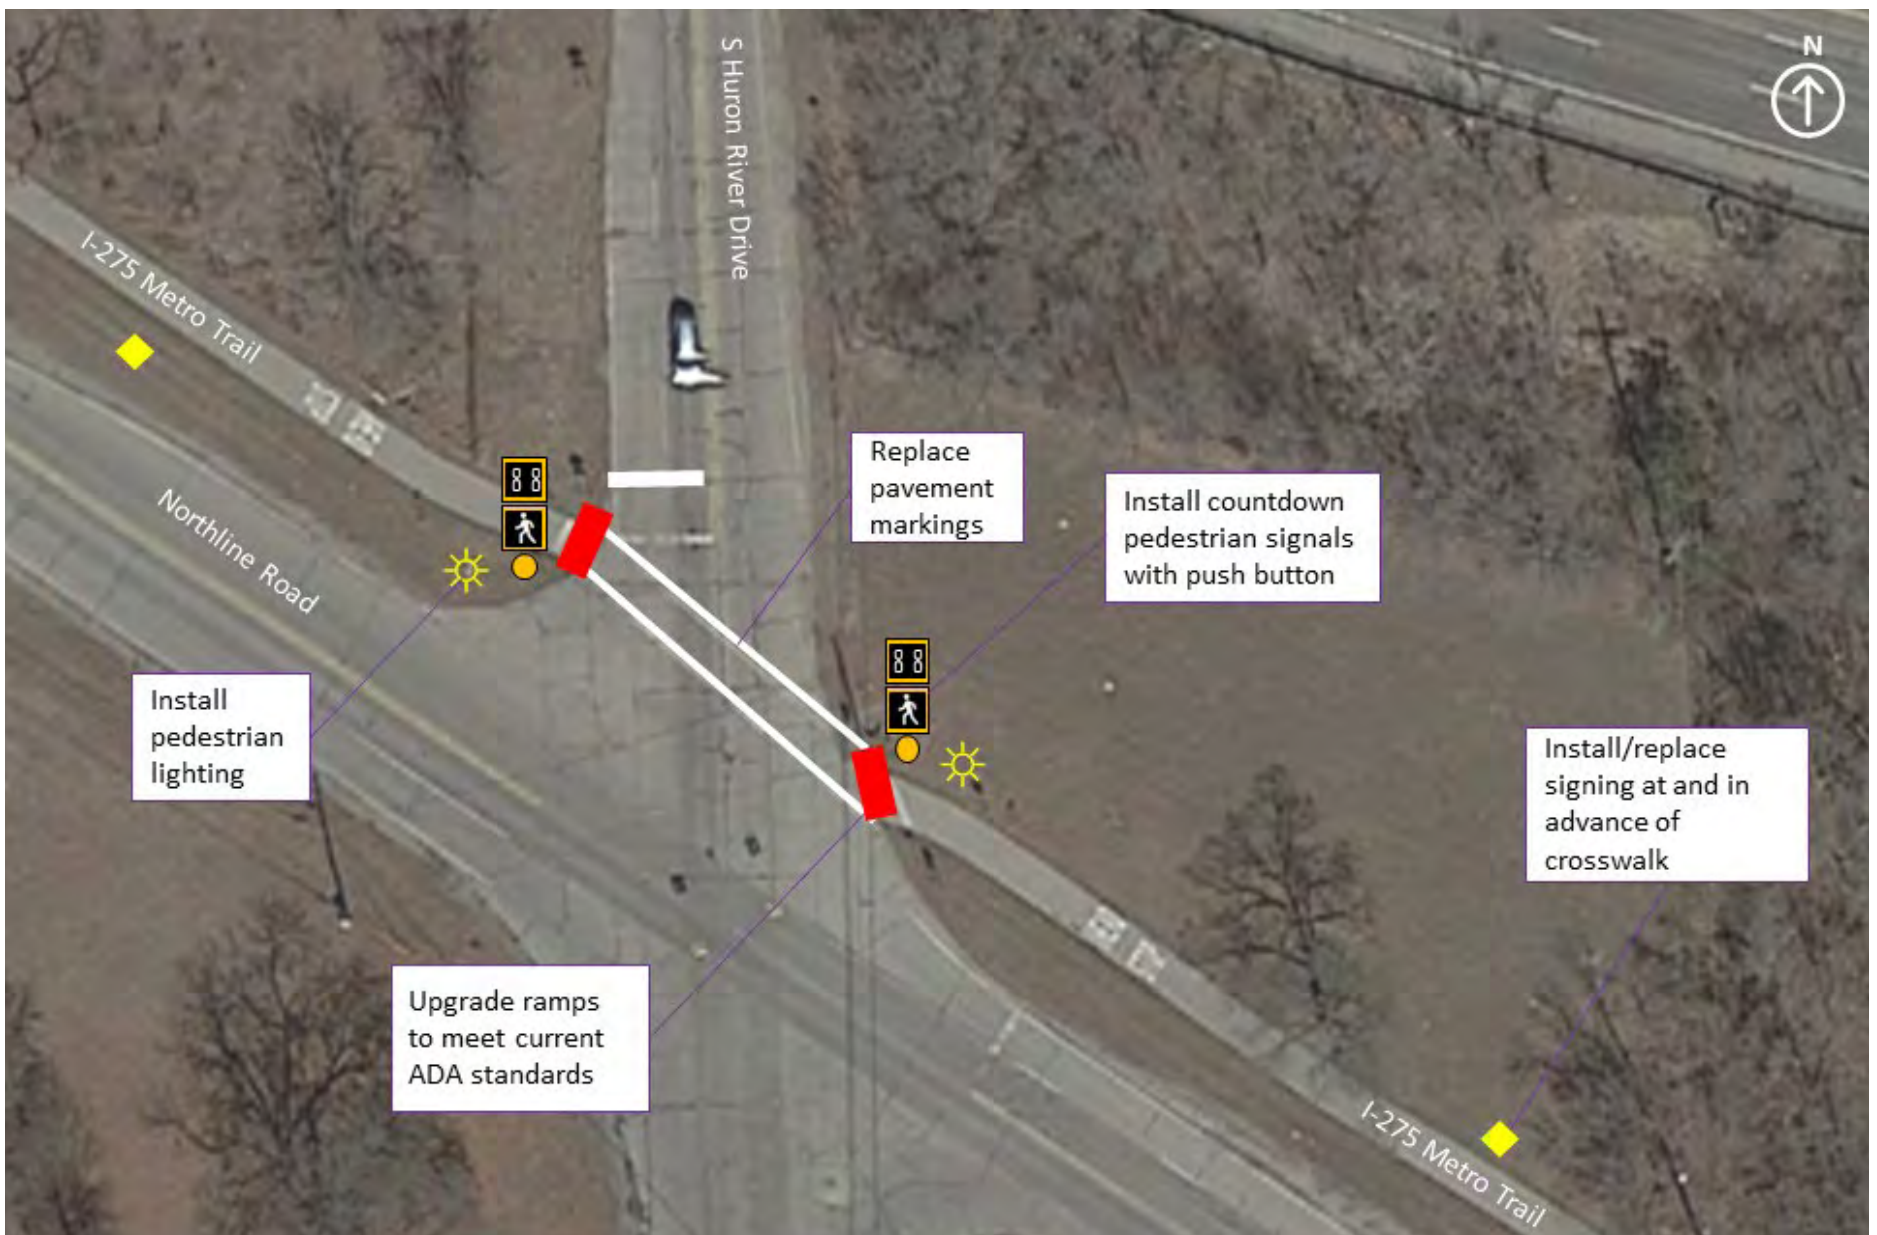 N
S Huron River Drive
I-275 Metro Trail
88
Northline Road
Replace
pavement
markings
Install countdown
pedestrian signals
with push button
88
Install
pedestrian
lighting
Install/replace
signing at and in
advance of
crosswalk
Upgrade ramps
to meet current
ADA standards
I-275 Metro Trail